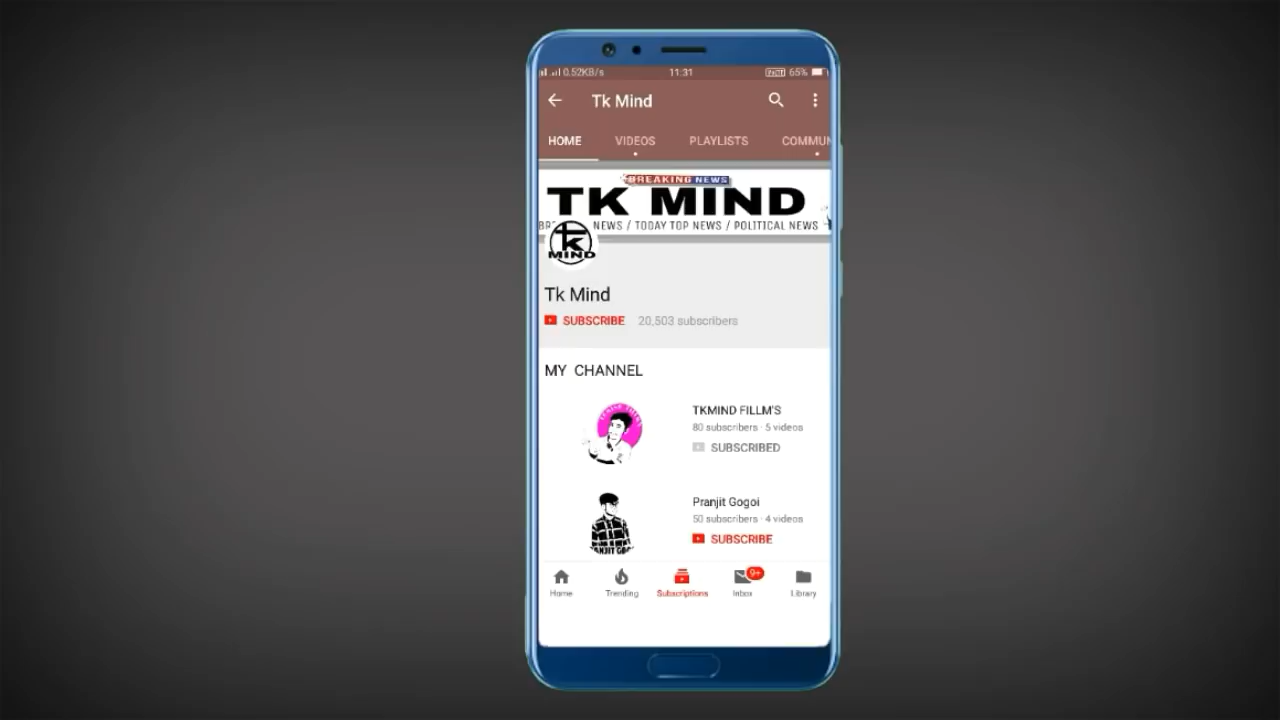 0.52KB/s 11:31 65%
Tk Mind
HOME VIDEOS PLAYLISTS COMMUN
BREAKING NEWS
TK MIND
NEWS / TODAY TOP NEWS / POLITICAL NEWS
TK
MIND
Tk Mind
SUBSCRIBE 20,503 subscribers
MY CHANNEL
TKMIND FILLM'S
80 subscribers · 5 videos
SUBSCRIBED
Pranjit Gogoi
50 subscribers · 4 videos
SUBSCRIBE
9+
Home Trending Subscriptions Inbox Library